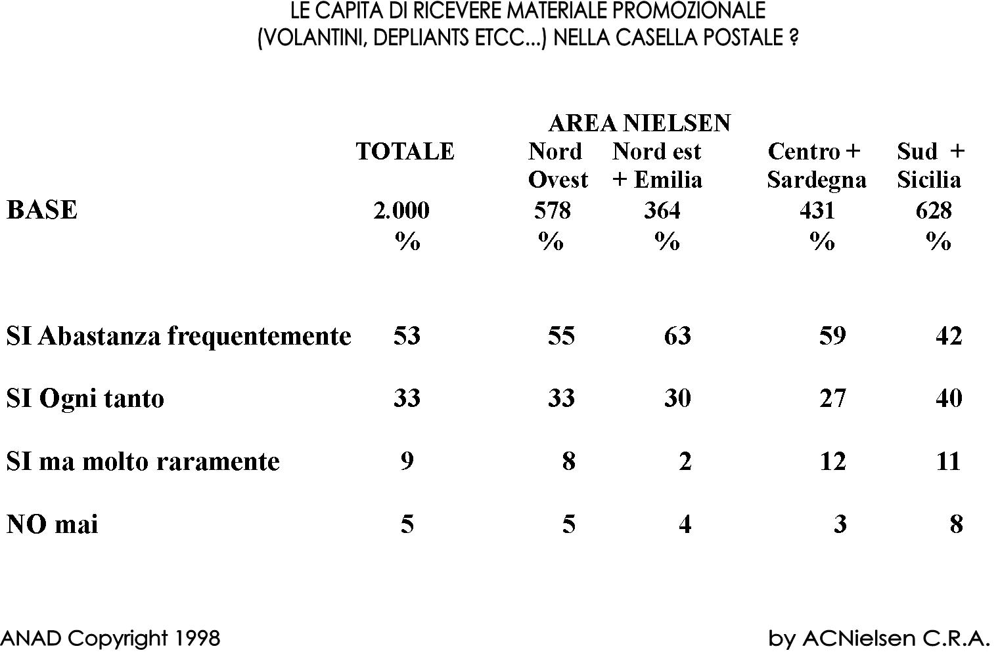 LE CAPITA DI RICEVERE MATERIALE PROMOZIONALE
(VOLANTINI, DEPLIANTS ETCC...) NELLA CASELLA POSTALE ?
AREA NIELSEN
TOTALE Nord Nord est Centro + Sud +
Ovest + Emilia Sardegna Sicilia
BASE 2.000 578 364 431 628
% % % % %
SI Abastanza frequentemente 53 55 63 59 42
SI Ogni tanto 33 33 30 27 40
SI ma molto raramente 9 8 2 12 11
NO mai 5 5 4 3 8
ANAD Copyright 1998 by ACNielsen C.R.A.